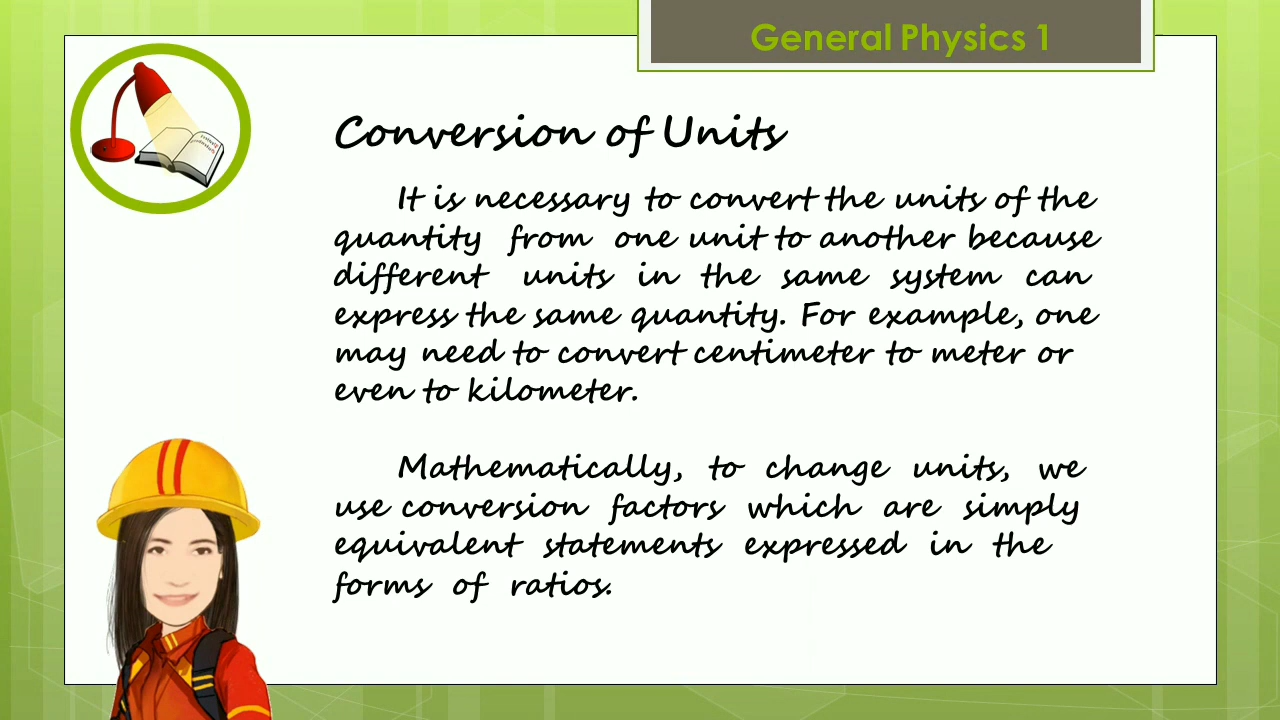 General Physics 1
Conversion of Units
It is necessary to convert the units of the
quantity from one unit to another because
different units in the same system can
express the same quantity. For example, one
may need to convert centimeter to meter or
even to kilometer.
Mathematically, to change units, we
use conversion factors which are simply
equivalent statements expressed in the
forms of ratios.